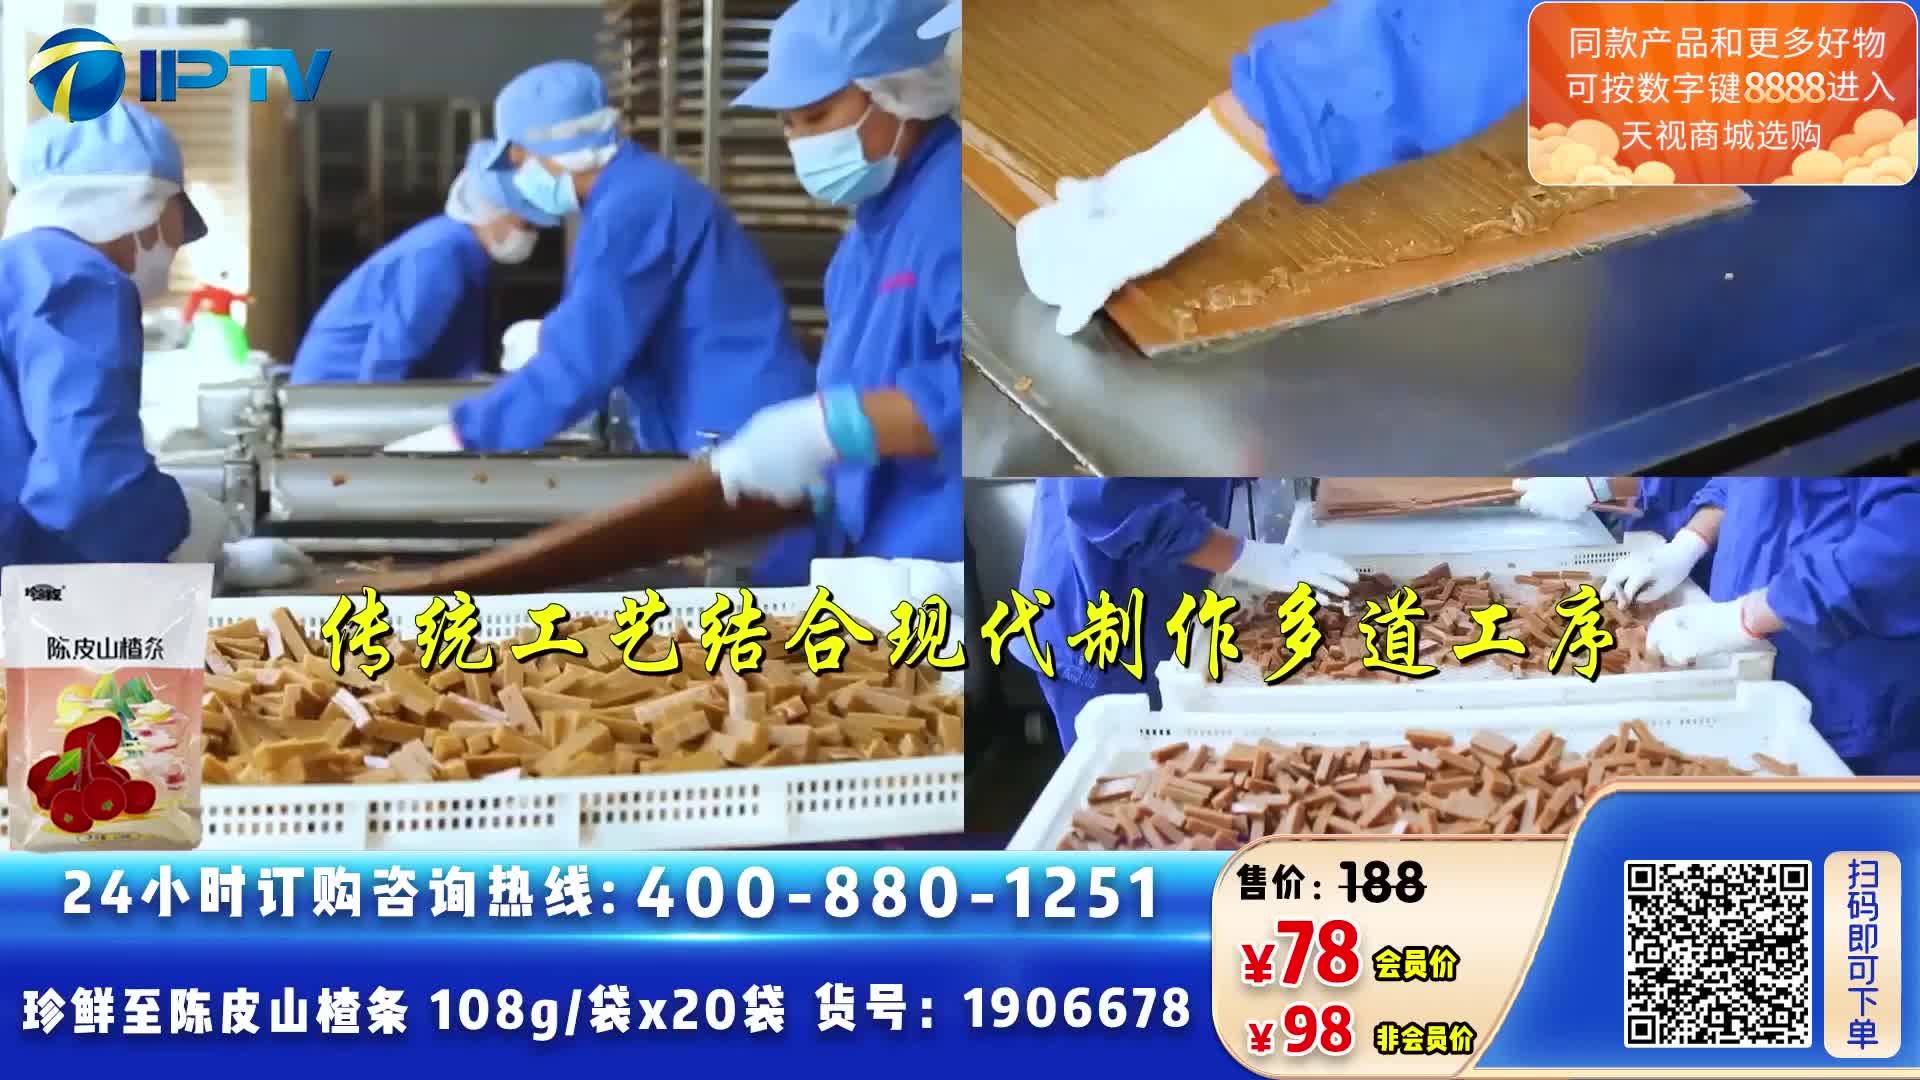 IPTV
同款产品和更多好物
可按数字键8888进入
天视商城选购
传统工艺结合现代制作多道工序
陈皮山楂条
24小时订购咨询热线:400-880-1251
珍鲜至陈皮山楂条 108g/袋x20袋 货号：1906678
售价：188
¥78 会员价
¥98 非会员价
扫码即可下单